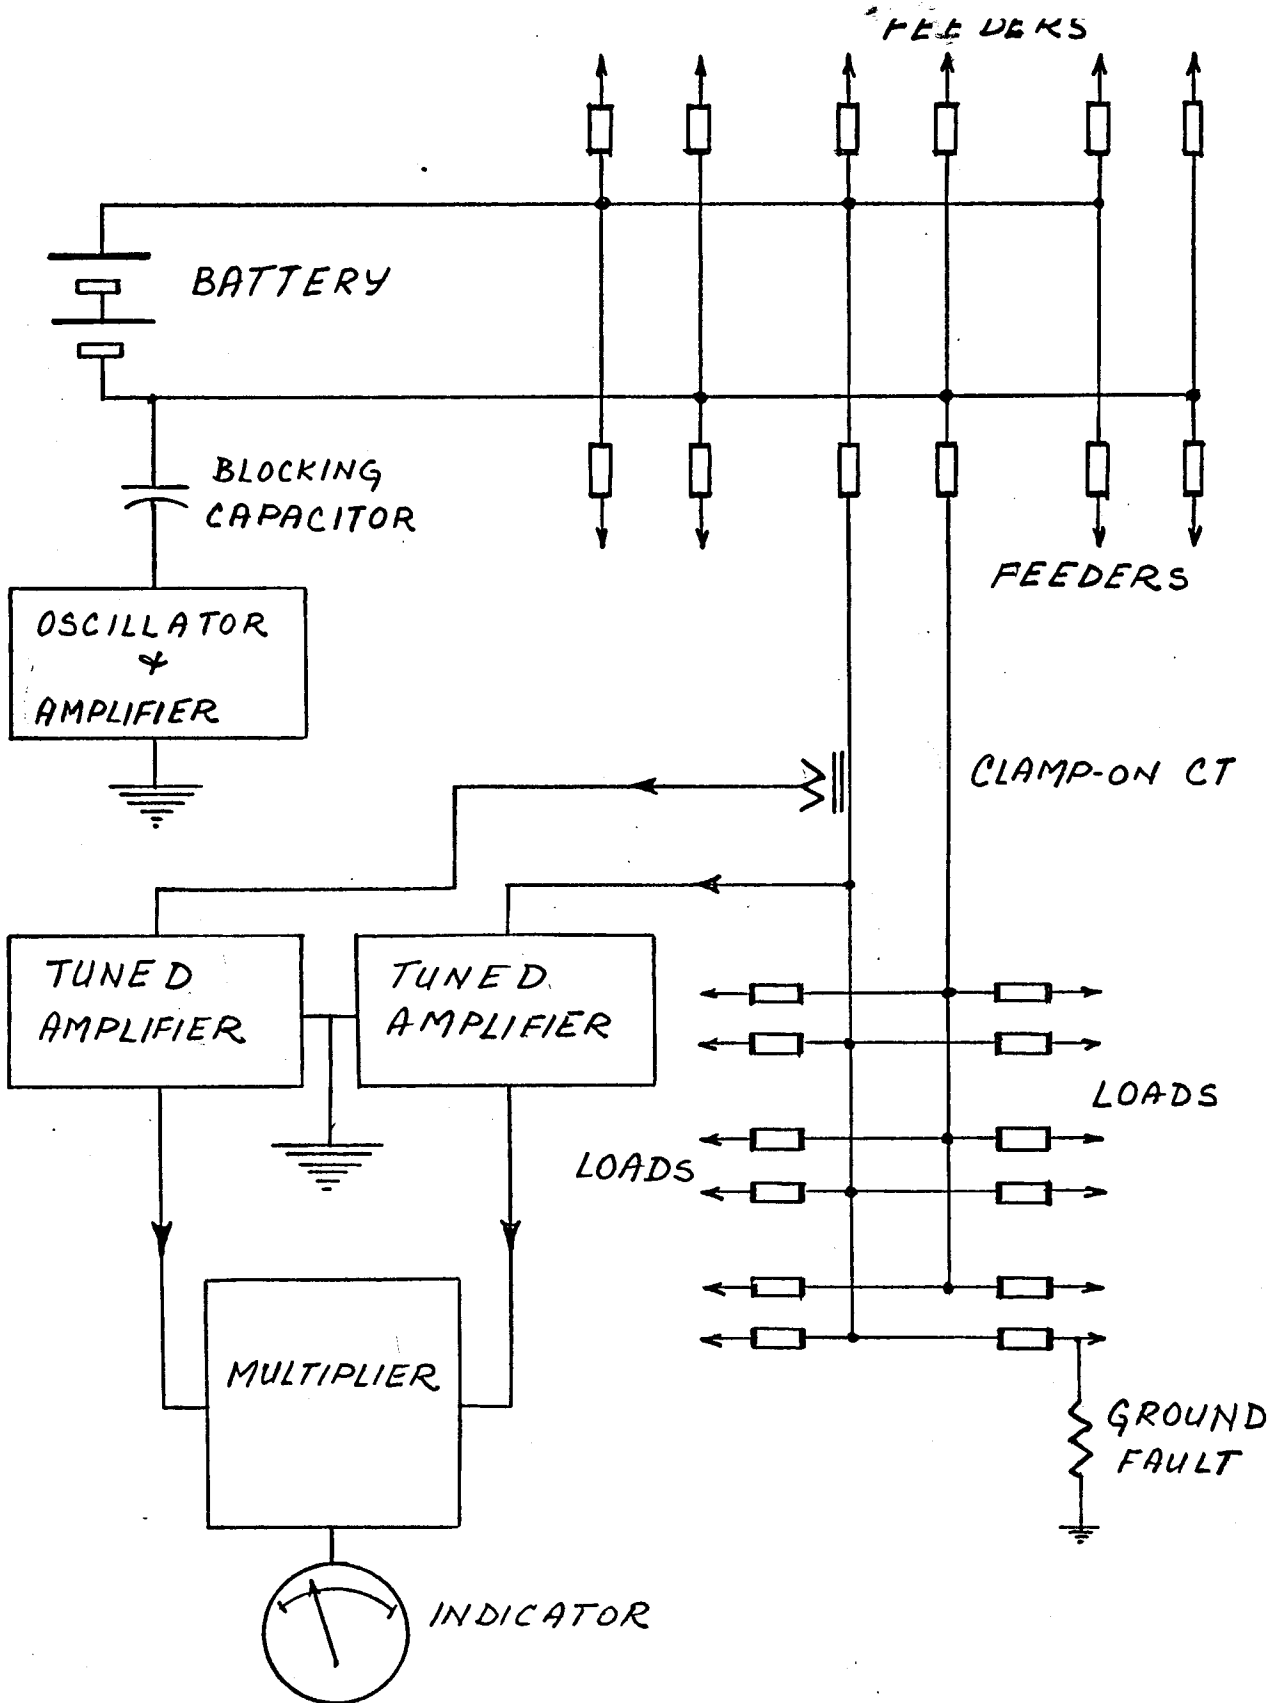 FEEDERS
BATTERY
BLOCKING
CAPACITOR
FEEDERS
OSCILLATOR
&
AMPLIFIER
CLAMP-ON CT
TUNED
AMPLIFIER
TUNED
AMPLIFIER
LOADS
LOADS
MULTIPLIER
GROUND
FAULT
INDICATOR